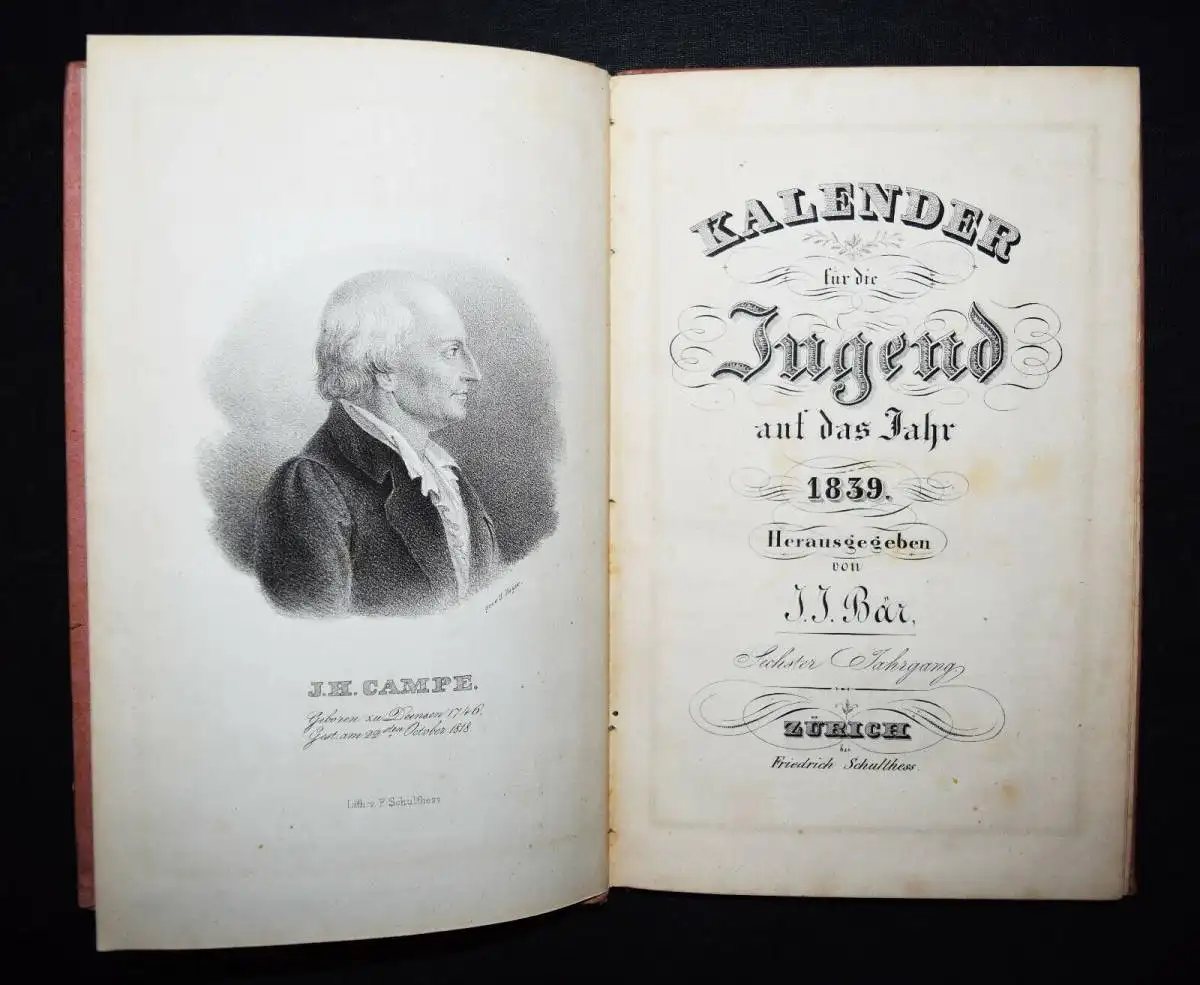 J.H. CAMPE.
Geboren zu Deensen 1746.
Gest. am 22sten October 1818.
Lith. v. F. Schulthess
KALENDER
für die
Jugend
auf das Jahr
1839.
Herausgegeben
von
J. J. Bär,
Sechster Jahrgang
ZÜRICH
bei
Friedrich Schulthess.